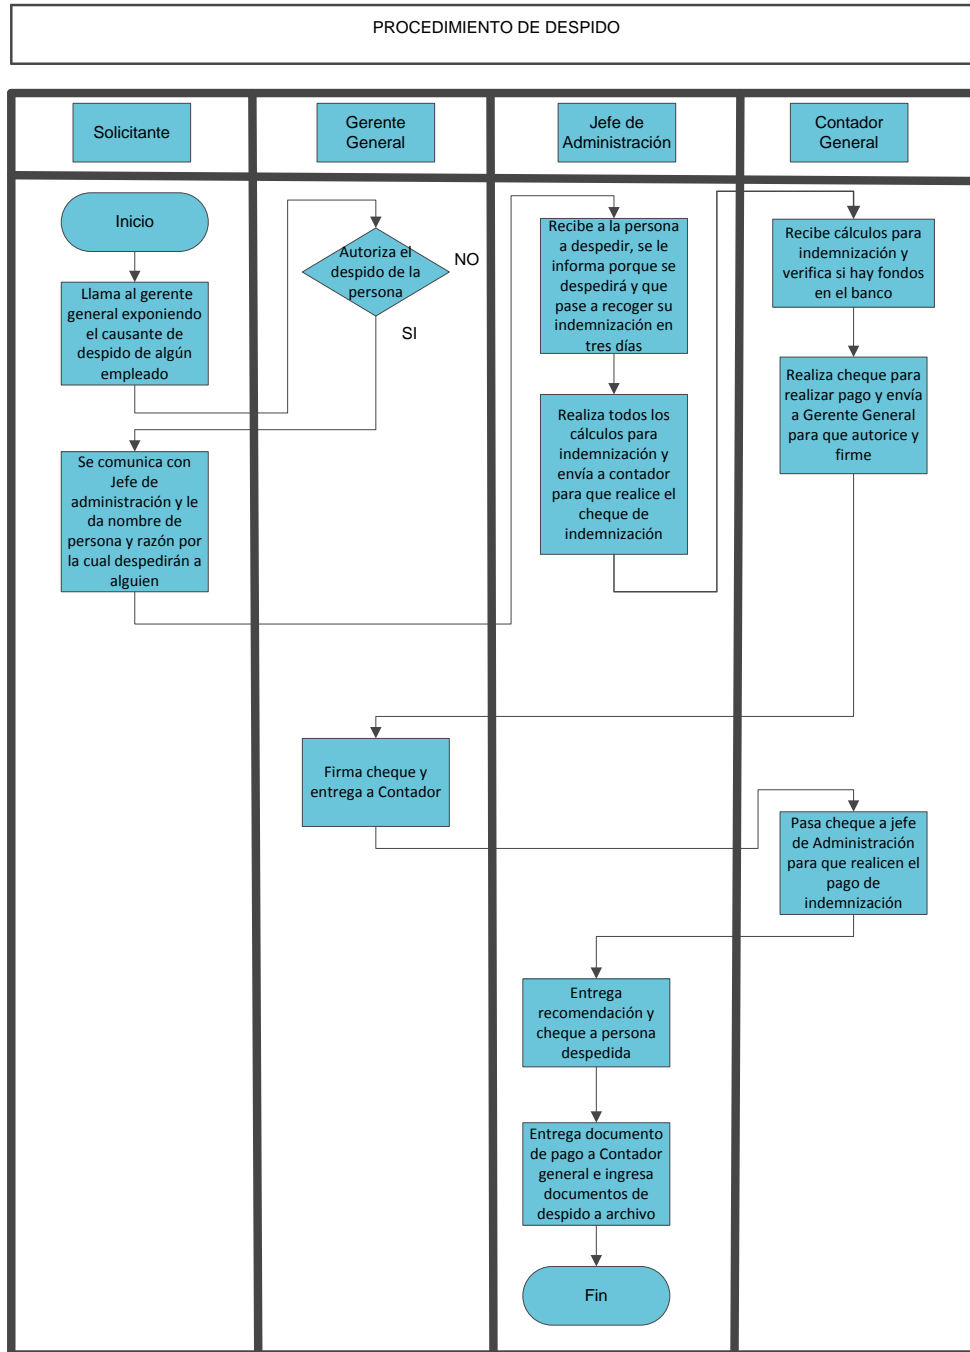 PROCEDIMIENTO DE DESPIDO
Solicitante
Gerente
General
Jefe de
Administración
Contador
General
Inicio
Llama al gerente
general exponiendo
el causante de
despido de algún
empleado
Autoriza el
despido de la
persona
NO
SI
Se comunica con
Jefe de
administración y le
da nombre de
persona y razón por
la cual despedirán a
alguien
Recibe a la persona
a despedir, se le
informa porque se
despedirá y que
pase a recoger su
indemnización en
tres días
Realiza todos los
cálculos para
indemnización y
envía a contador
para que realice el
cheque de
indemnización
Recibe cálculos para
indemnización y
verifica si hay fondos
en el banco
Realiza cheque para
realizar pago y envía
a Gerente General
para que autorice y
firme
Firma cheque y
entrega a Contador
Pasa cheque a jefe
de Administración
para que realicen el
pago de
indemnización
Entrega
recomendación y
cheque a persona
despedida
Entrega documento
de pago a Contador
general e ingresa
documentos de
despido a archivo
Fin